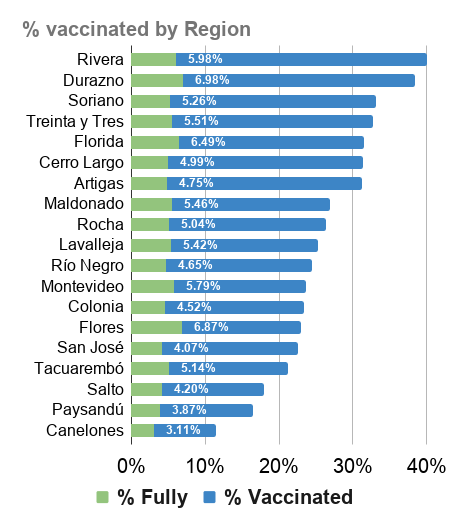 % vaccinated by Region
Rivera 5.98%
Durazno 6.98%
Soriano 5.26%
Treinta y Tres 5.51%
Florida 6.49%
Cerro Largo 4.99%
Artigas 4.75%
Maldonado 5.46%
Rocha 5.04%
Lavalleja 5.42%
Río Negro 4.65%
Montevideo 5.79%
Colonia 4.52%
Flores 6.87%
San José 4.07%
Tacuarembó 5.14%
Salto 4.20%
Paysandú 3.87%
Canelones 3.11%
0% 10% 20% 30% 40%
% Fully % Vaccinated